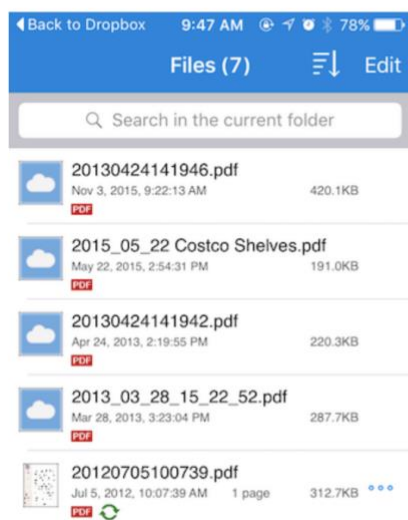 Back to Dropbox 9:47 AM 78%
Files (7) Edit
Search in the current folder
20130424141946.pdf
Nov 3, 2015, 9:22:13 AM 420.1KB
PDF
2015_05_22 Costco Shelves.pdf
May 22, 2015, 2:54:31 PM 191.0KB
PDF
20130424141942.pdf
Apr 24, 2013, 2:19:55 PM 220.3KB
PDF
2013_03_28_15_22_52.pdf
Mar 28, 2013, 3:23:04 PM 287.7KB
PDF
20120705100739.pdf
Jul 5, 2012, 10:07:39 AM 1 page 312.7KB
PDF